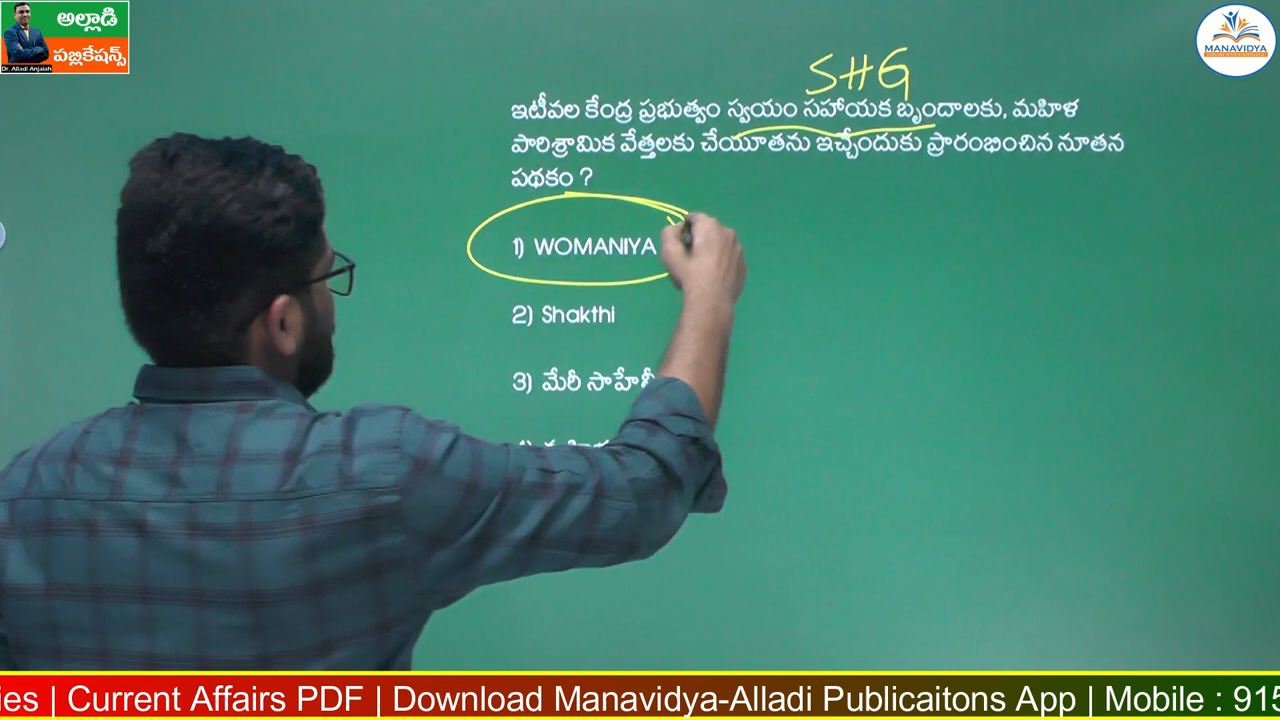 అల్లాడి
పబ్లికేషన్స్
Dr. Alladi Anjaiah
MANAVIDYA
SHG
ఇటీవల కేంద్ర ప్రభుత్వం స్వయం సహాయక బృందాలకు, మహిళ
పారిశ్రామిక వేత్తలకు చేయూతను ఇచ్చేందుకు ప్రారంభించిన నూతన
పథకం ?
1) WOMANIYA
2) Shakthi
3) మేరీ సాహేలీ
ies | Current Affairs PDF | Download Manavidya-Alladi Publicaitons App | Mobile : 915